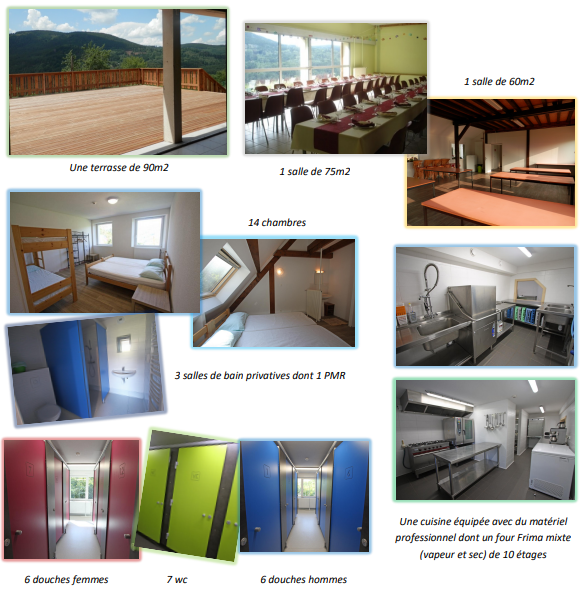 1 salle de 60m2
Une terrasse de 90m2
1 salle de 75m2
14 chambres
3 salles de bain privatives dont 1 PMR
Une cuisine équipée avec du matériel
professionnel dont un four Frima mixte
(vapeur et sec) de 10 étages
6 douches femmes
7 wc
6 douches hommes